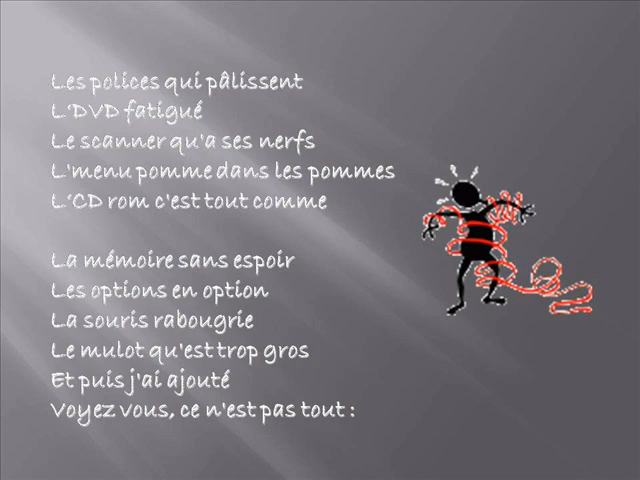 Les polices qui pâlissent
L‘DVD fatigué
Le scanner qu'a ses nerfs
L'menu pomme dans les pommes
L‘CD rom c'est tout comme

La mémoire sans espoir
Les options en option
La souris rabougrie
Le mulot qu'est trop gros
Et puis j'ai ajouté
Voyez vous, ce n'est pas tout :